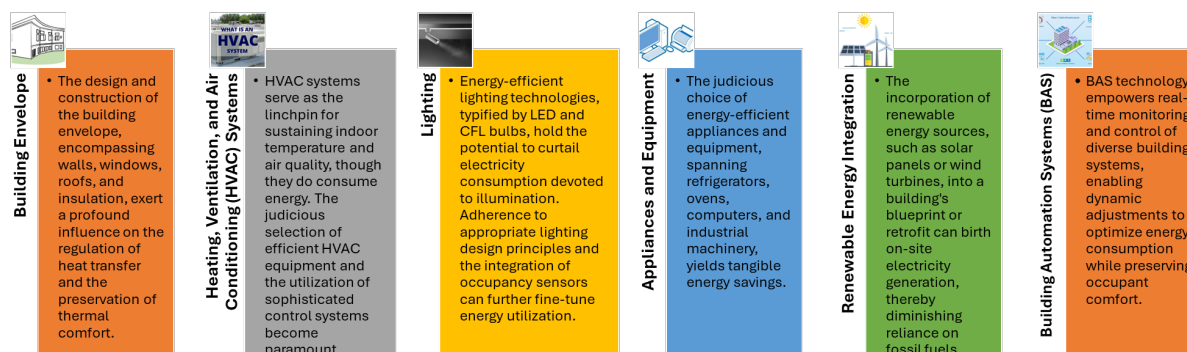 Building Envelope
• The design and
construction of
the building
envelope,
encompassing
walls, windows,
roofs, and
insulation, exert
a profound
influence on the
regulation of
heat transfer
and the
preservation of
thermal
comfort.
WHAT IS AN
HVAC
SYSTEM
Heating, Ventilation, and Air
Conditioning (HVAC) Systems
• HVAC systems
serve as the
linchpin for
sustaining indoor
temperature and
air quality, though
they do consume
energy. The
judicious
selection of
efficient HVAC
equipment and
the utilization of
sophisticated
control systems
become
paramount
Lighting
• Energy-efficient
lighting technologies,
typified by LED and
CFL bulbs, hold the
potential to curtail
electricity
consumption devoted
to illumination.
Adherence to
appropriate lighting
design principles and
the integration of
occupancy sensors
can further fine-tune
energy utilization.
Appliances and Equipment
• The judicious
choice of
energy-efficient
appliances and
equipment,
spanning
refrigerators,
ovens,
computers, and
industrial
machinery,
yields tangible
energy savings.
Renewable Energy Integration
• The
incorporation of
renewable
energy sources,
such as solar
panels or wind
turbines, into a
building's
blueprint or
retrofit can birth
on-site
electricity
generation,
thereby
diminishing
reliance on
fossil fuels
Building Automation Systems (BAS)
• BAS technology
empowers real-
time monitoring
and control of
diverse building
systems,
enabling
dynamic
adjustments to
optimize energy
consumption
while preserving
occupant
comfort.